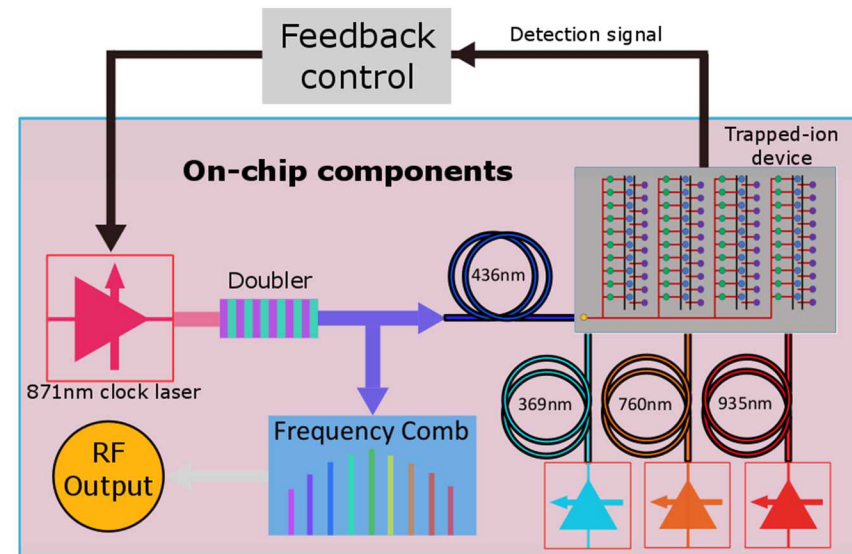 Feedback
control
Detection signal
Trapped-ion
device
On-chip components
436nm
Doubler
871nm clock laser
369nm
760nm
935nm
Frequency Comb
RF
Output